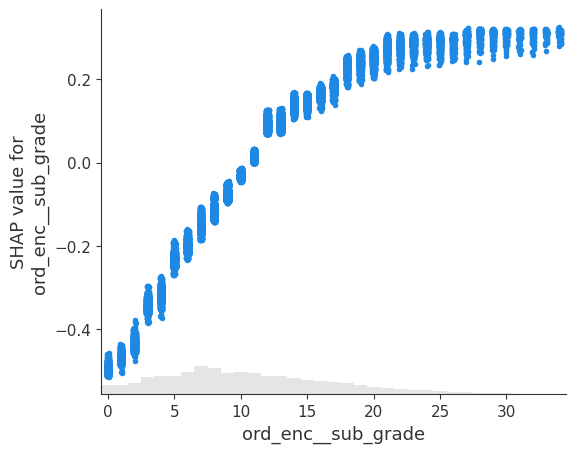 SHAP value for
ord_enc__sub_grade
0.2
0.0
−0.2
−0.4
0 5 10 15 20 25 30
ord_enc__sub_grade